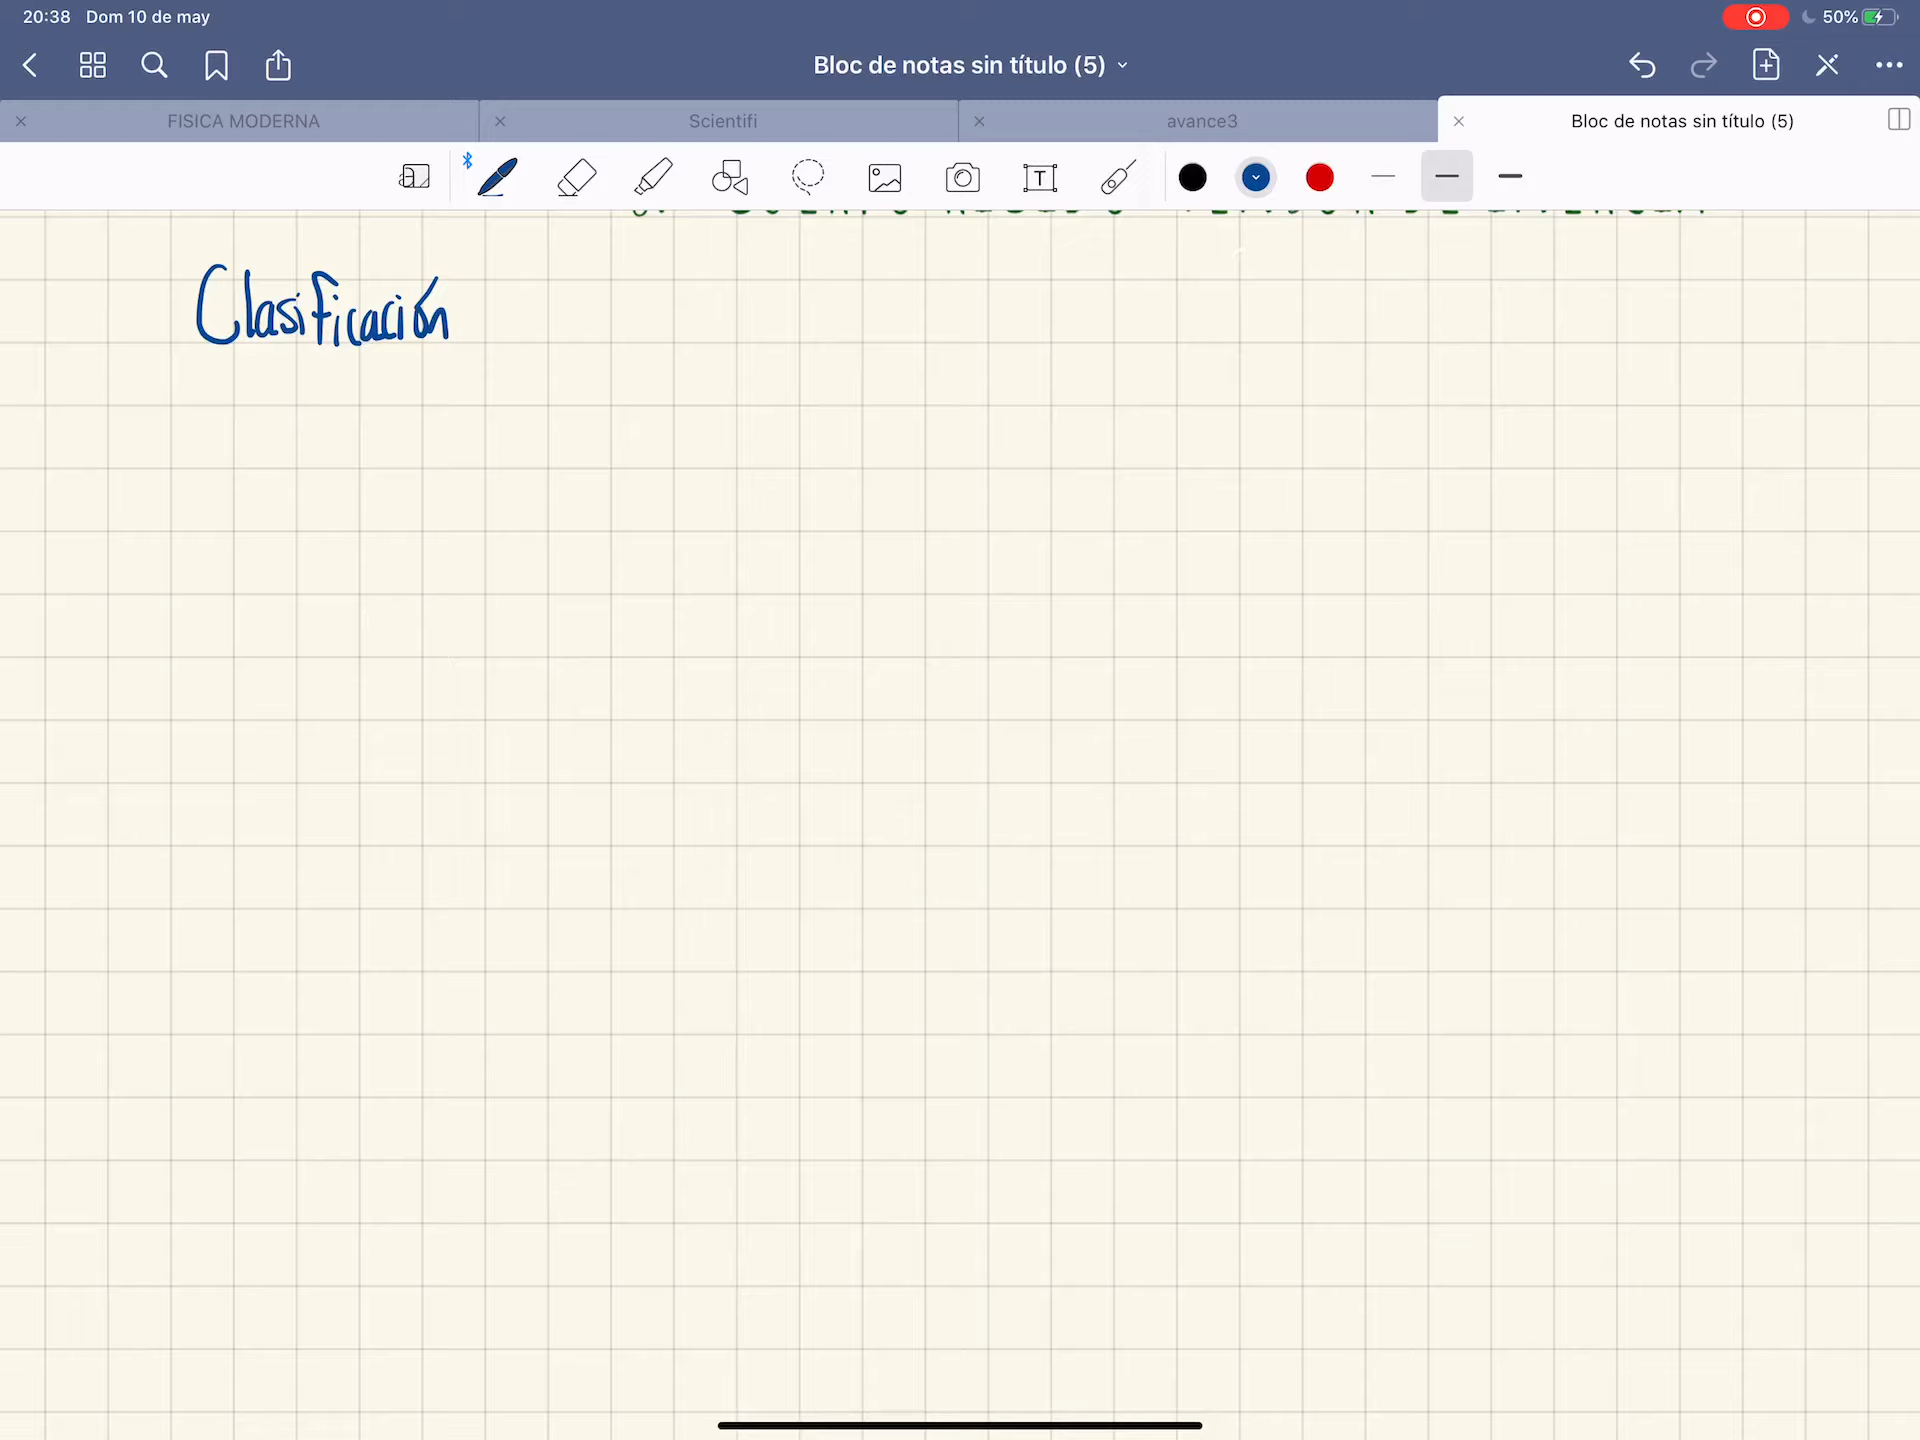 20:38 Dom 10 de may 50%
Bloc de notas sin título (5)
FISICA MODERNA Scientifi avance3 Bloc de notas sin título (5)
Clasificación